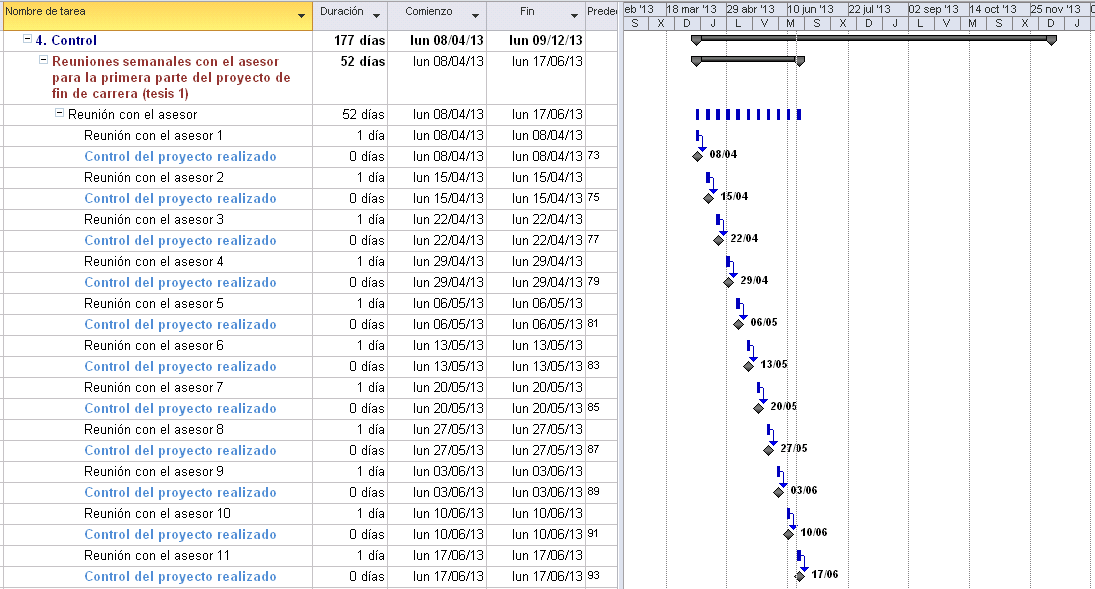 Nombre de tarea Duración Comienzo Fin Predec
eb '13 18 mar '13 29 abr '13 10 jun '13 22 jul '13 02 sep '13 14 oct '13 25 nov '13 0
S X D J L V M S X D J L V M S X D J
4. Control 177 días lun 08/04/13 lun 09/12/13
Reuniones semanales con el asesor 52 días lun 08/04/13 lun 17/06/13
para la primera parte del proyecto de
fin de carrera (tesis 1)
Reunión con el asesor 52 días lun 08/04/13 lun 17/06/13
Reunión con el asesor 1 1 día lun 08/04/13 lun 08/04/13
Control del proyecto realizado 0 días lun 08/04/13 lun 08/04/13 73 08/04
Reunión con el asesor 2 1 día lun 15/04/13 lun 15/04/13
Control del proyecto realizado 0 días lun 15/04/13 lun 15/04/13 75 15/04
Reunión con el asesor 3 1 día lun 22/04/13 lun 22/04/13
Control del proyecto realizado 0 días lun 22/04/13 lun 22/04/13 77 22/04
Reunión con el asesor 4 1 día lun 29/04/13 lun 29/04/13
Control del proyecto realizado 0 días lun 29/04/13 lun 29/04/13 79 29/04
Reunión con el asesor 5 1 día lun 06/05/13 lun 06/05/13
Control del proyecto realizado 0 días lun 06/05/13 lun 06/05/13 81 06/05
Reunión con el asesor 6 1 día lun 13/05/13 lun 13/05/13
Control del proyecto realizado 0 días lun 13/05/13 lun 13/05/13 83 13/05
Reunión con el asesor 7 1 día lun 20/05/13 lun 20/05/13
Control del proyecto realizado 0 días lun 20/05/13 lun 20/05/13 85 20/05
Reunión con el asesor 8 1 día lun 27/05/13 lun 27/05/13
Control del proyecto realizado 0 días lun 27/05/13 lun 27/05/13 87 27/05
Reunión con el asesor 9 1 día lun 03/06/13 lun 03/06/13
Control del proyecto realizado 0 días lun 03/06/13 lun 03/06/13 89 03/06
Reunión con el asesor 10 1 día lun 10/06/13 lun 10/06/13
Control del proyecto realizado 0 días lun 10/06/13 lun 10/06/13 91 10/06
Reunión con el asesor 11 1 día lun 17/06/13 lun 17/06/13
Control del proyecto realizado 0 días lun 17/06/13 lun 17/06/13 93 17/06